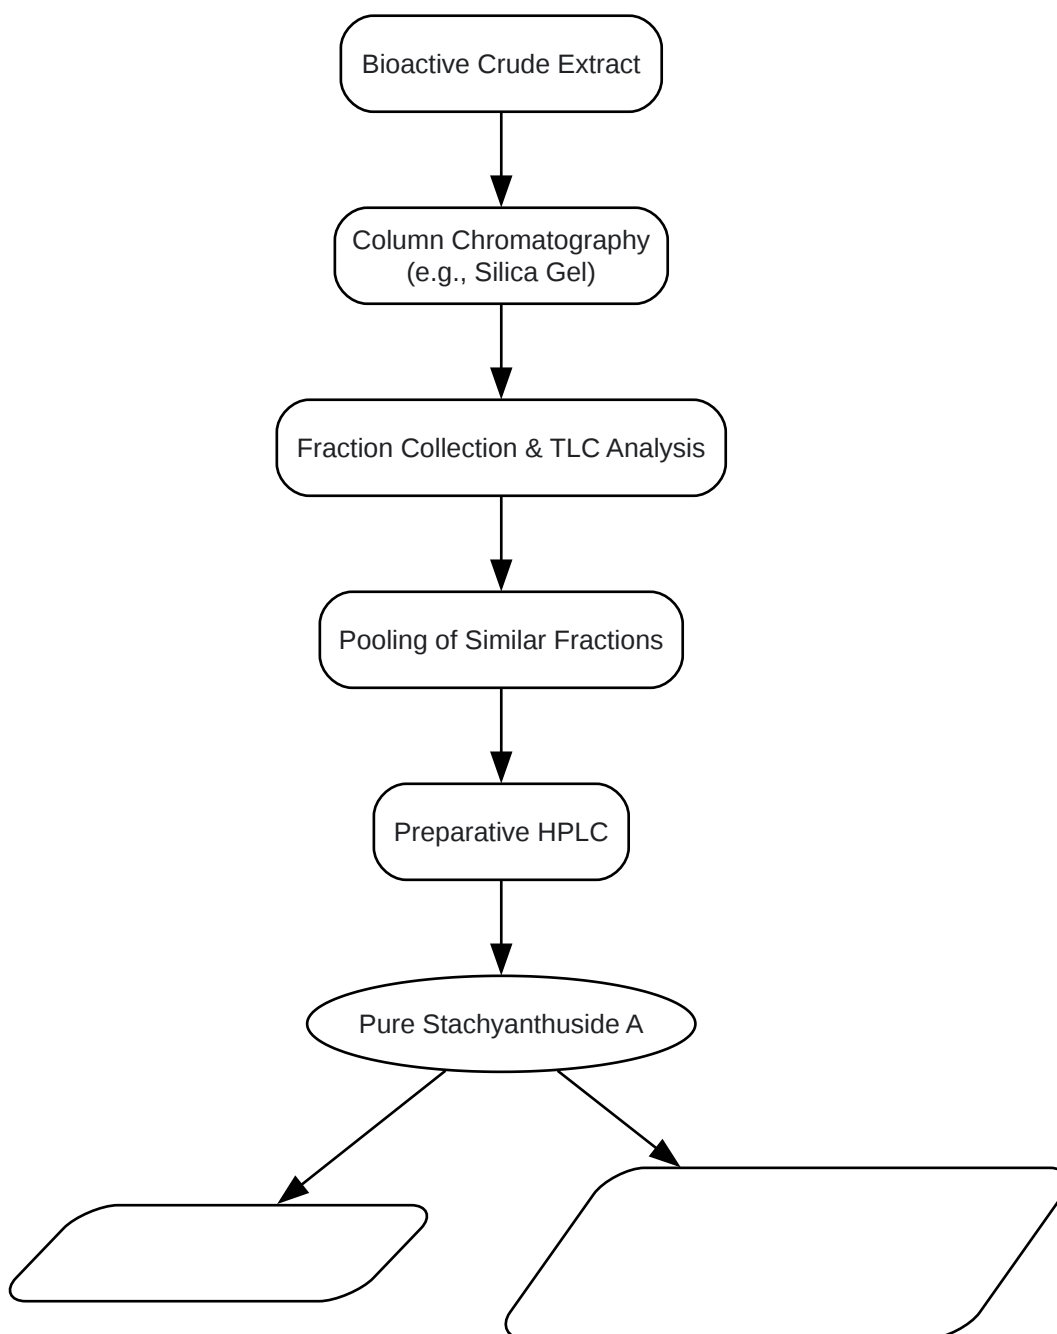 Bioactive Crude Extract
Column Chromatography
(e.g., Silica Gel)
Fraction Collection & TLC Analysis
Pooling of Similar Fractions
Preparative HPLC
Pure Stachyanthuside A